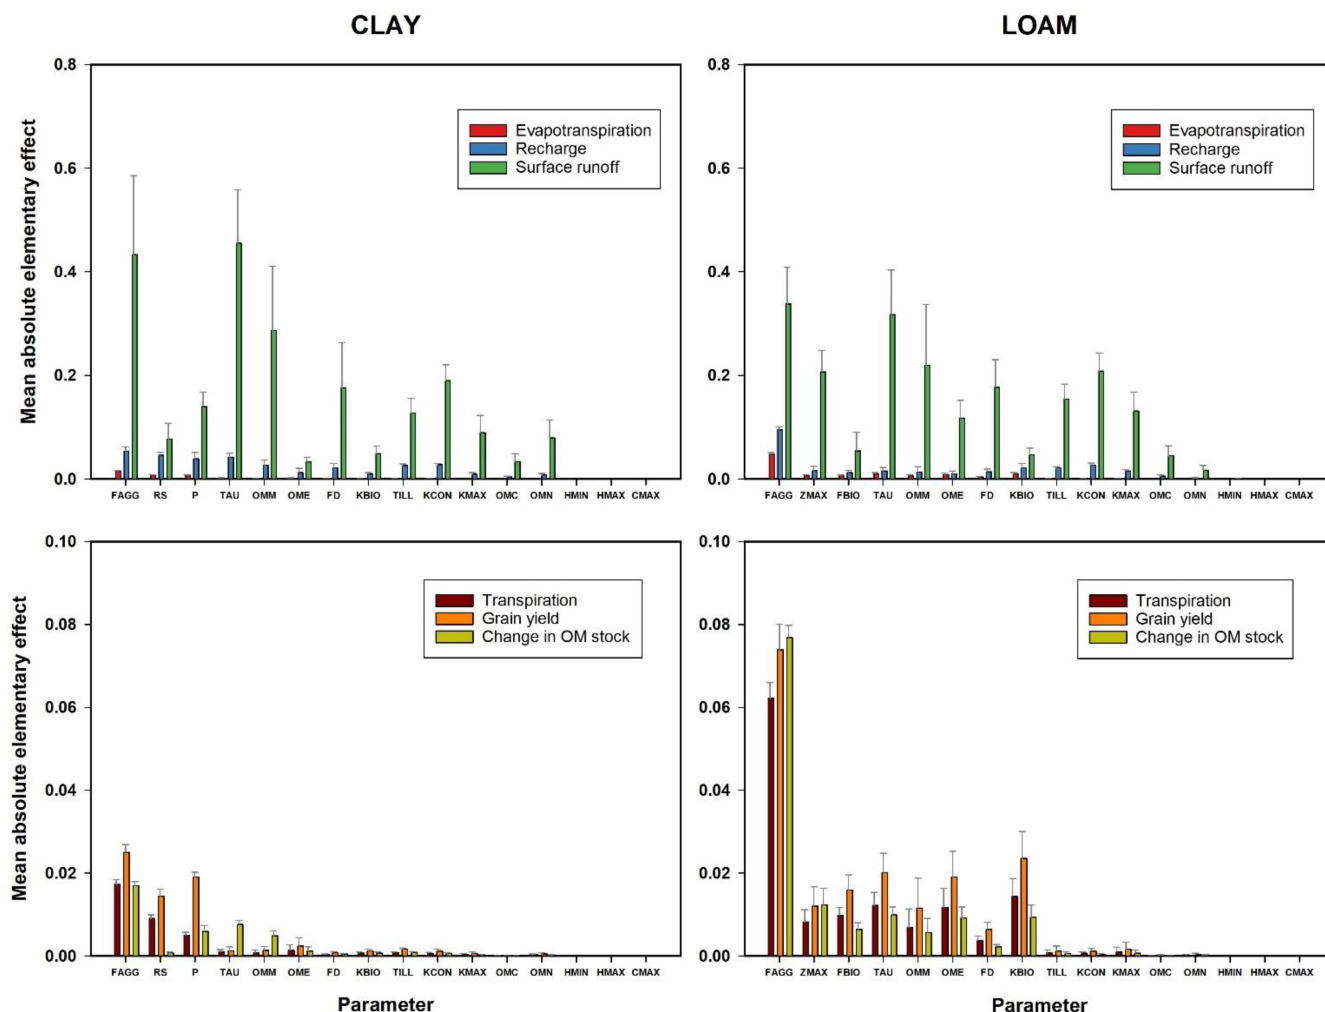 CLAY
LOAM
Mean absolute elementary effect
0.8
0.6
0.4
0.2
0.0
Evapotranspiration
Recharge
Surface runoff
FAGG RS P TAU OMM OME FD KBIO TILL KCON KMAX OMC OMN HMIN HMAX CMAX
0.8
0.6
0.4
0.2
0.0
Evapotranspiration
Recharge
Surface runoff
FAGG ZMAX FBIO TAU OMM OME FD KBIO TILL KCON KMAX OMC OMN HMIN HMAX CMAX
Mean absolute elementary effect
0.10
0.08
0.06
0.04
0.02
0.00
Transpiration
Grain yield
Change in OM stock
FAGG RS P TAU OMM OME FD KBIO TILL KCON KMAX OMC OMN HMIN HMAX CMAX
Parameter
0.10
0.08
0.06
0.04
0.02
0.00
Transpiration
Grain yield
Change in OM stock
FAGG ZMAX FBIO TAU OMM OME FD KBIO TILL KCON KMAX OMC OMN HMIN HMAX CMAX
Parameter